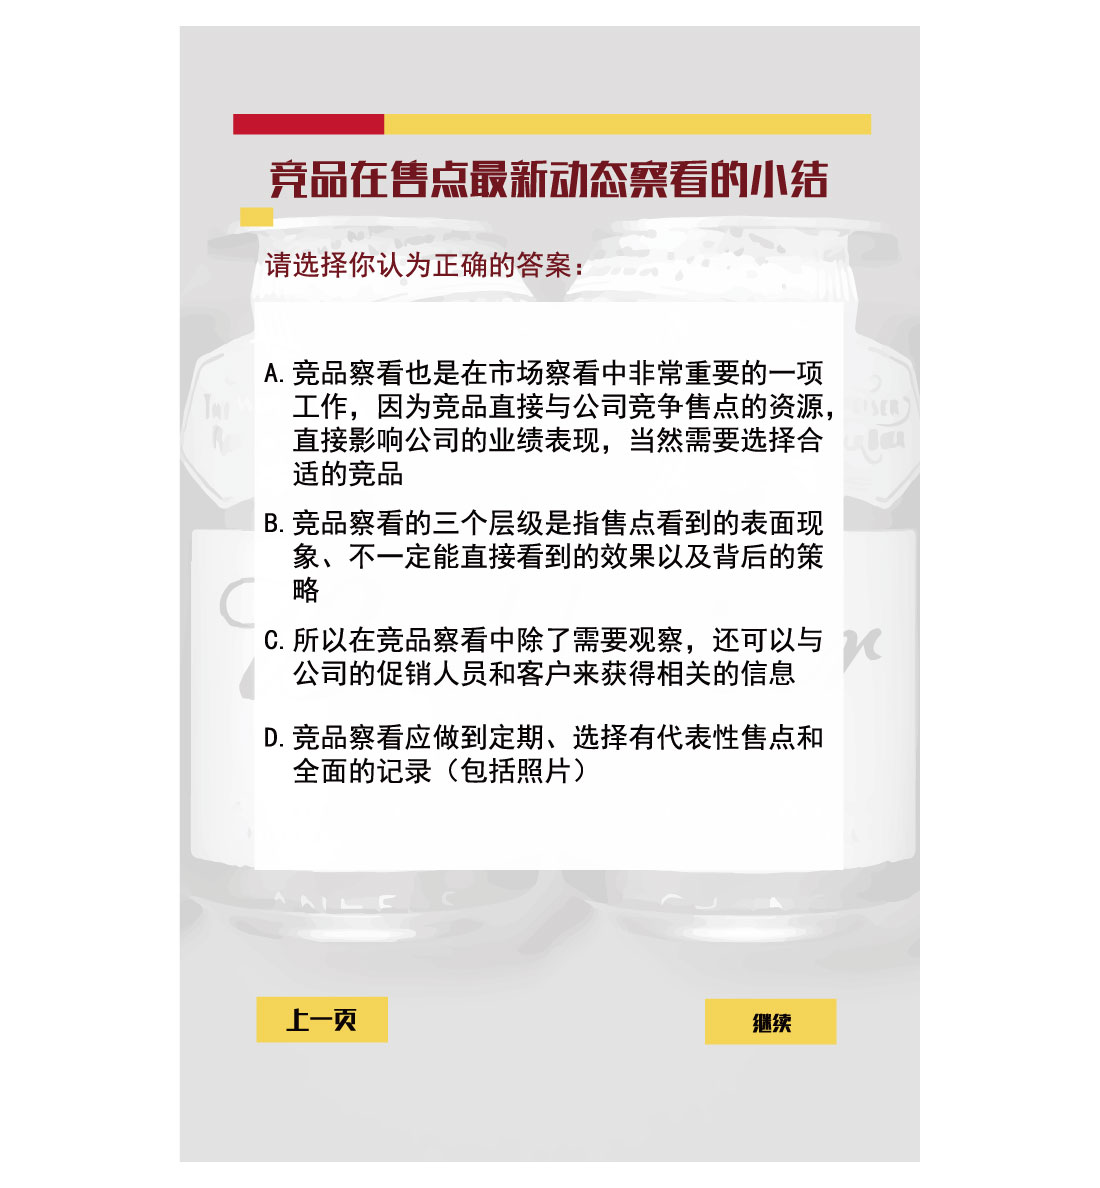 竞品在售点最新动态察看的小结
请选择你认为正确的答案：
A. 竞品察看也是在市场察看中非常重要的一项
工作，因为竞品直接与公司竞争售点的资源，
直接影响公司的业绩表现，当然需要选择合
适的竞品
B. 竞品察看的三个层级是指售点看到的表面现
象、不一定能直接看到的效果以及背后的策
略
C. 所以在竞品察看中除了需要观察，还可以与
公司的促销人员和客户来获得相关的信息
D. 竞品察看应做到定期、选择有代表性售点和
全面的记录（包括照片）
上一页
继续